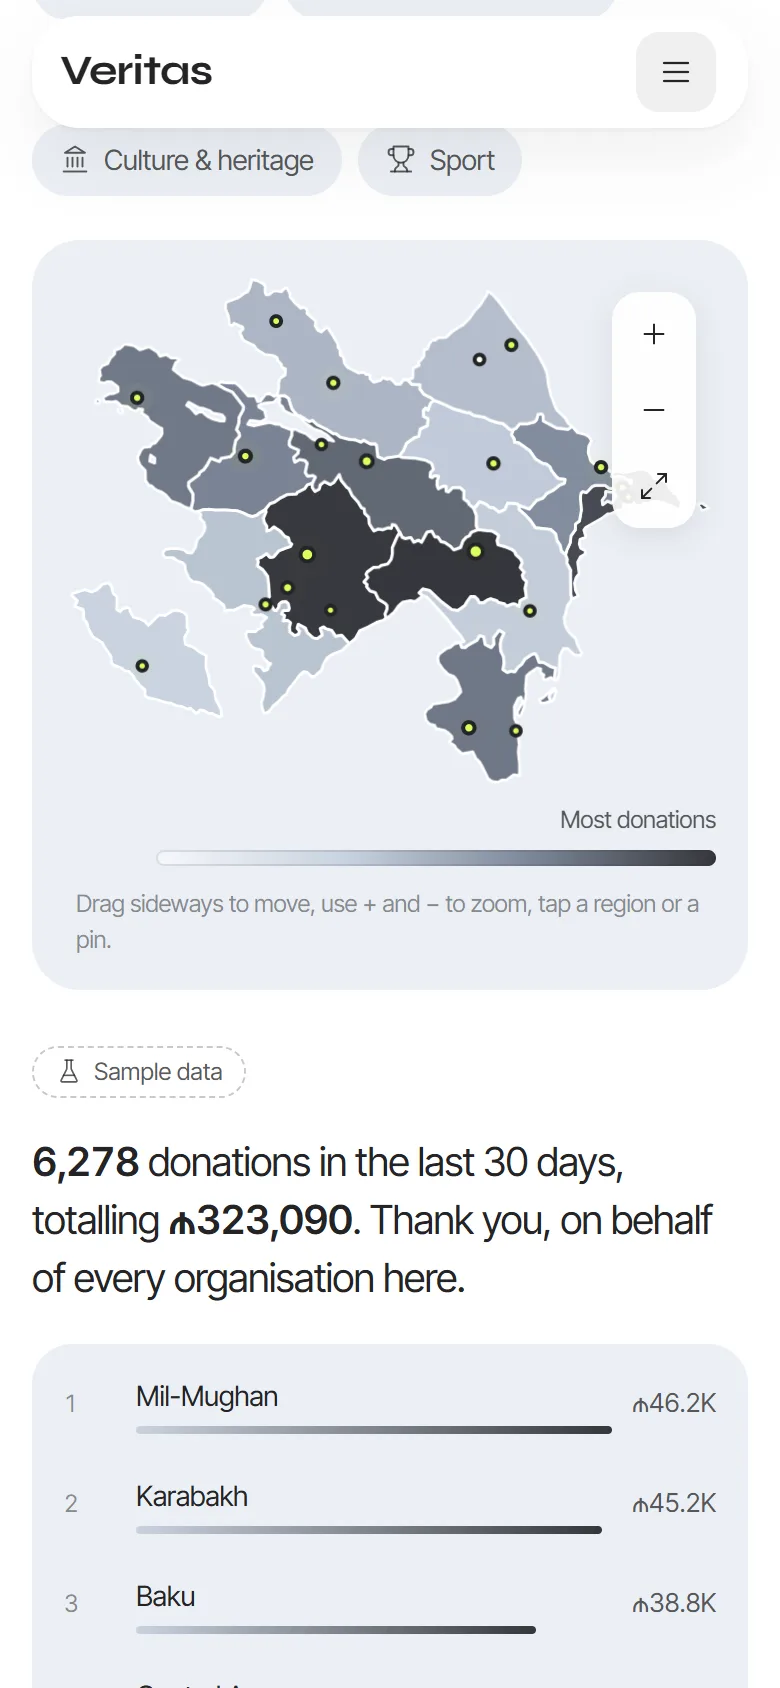 Veritas
Culture & heritage
Sport
Most donations
Drag sideways to move, use + and − to zoom, tap a region or a
pin.
Sample data
6,278 donations in the last 30 days,
totalling ₼323,090. Thank you, on behalf
of every organisation here.
1 Mil-Mughan ₼46.2K
2 Karabakh ₼45.2K
3 Baku ₼38.8K